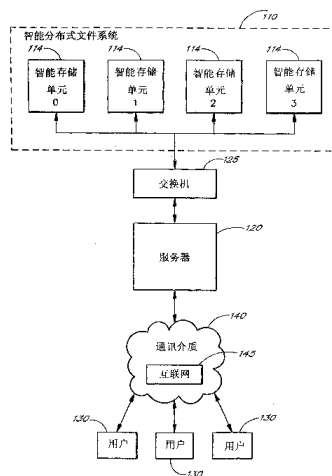 110
智能分布式文件系统
114
114
114
114
智能存储
单元
0
智能存储
单元
1
智能存储
单元
2
智能存储
单元
3
125
交换机
120
服务器
140
通讯介质
145
互联网
130
130
用户
用户
用户
130